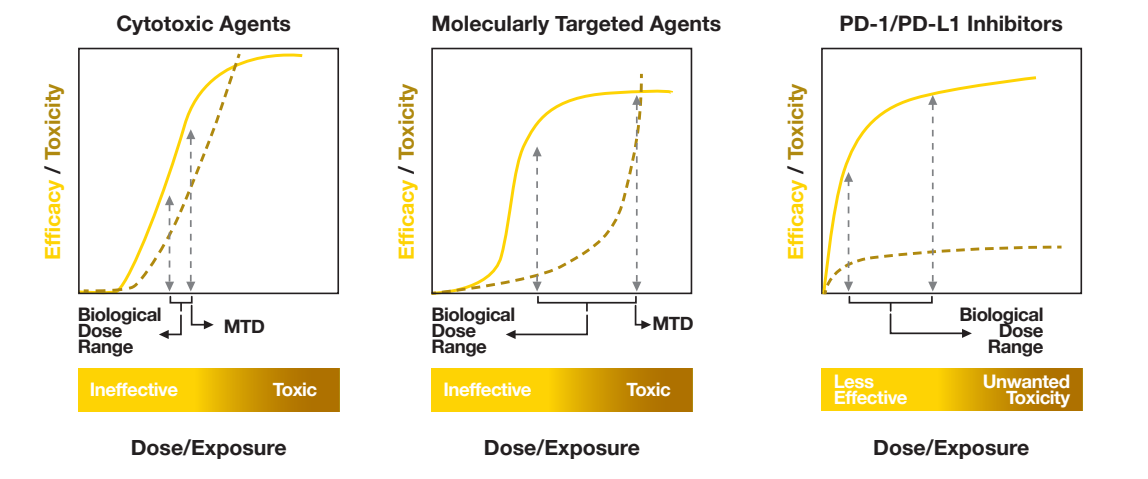 Cytotoxic Agents
Efficacy / Toxicity
Biological
Dose
Range
MTD
Ineffective
Toxic
Dose/Exposure
Molecularly Targeted Agents
Efficacy / Toxicity
Biological
Dose
Range
MTD
Ineffective
Toxic
Dose/Exposure
PD-1/PD-L1 Inhibitors
Efficacy / Toxicity
Biological
Dose
Range
Less
Effective
Unwanted
Toxicity
Dose/Exposure